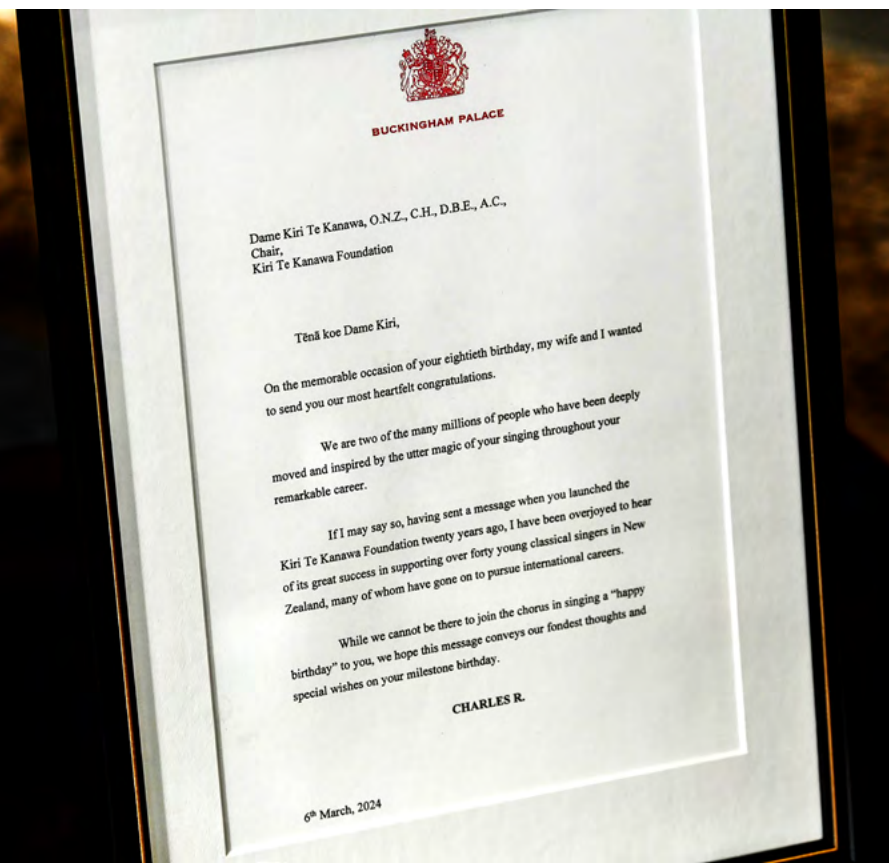 BUCKINGHAM PALACE
Dame Kiri Te Kanawa, O.N.Z., C.H., D.B.E., A.C.,
Chair,
Kiri Te Kanawa Foundation
Tēnā koe Dame Kiri,
On the memorable occasion of your eightieth birthday, my wife and I wanted
to send you our most heartfelt congratulations.
We are two of the many millions of people who have been deeply
moved and inspired by the utter magic of your singing throughout your
remarkable career.
If I may say so, having sent a message when you launched the
Kiri Te Kanawa Foundation twenty years ago, I have been overjoyed to hear
of its great success in supporting over forty young classical singers in New
Zealand, many of whom have gone on to pursue international careers.
While we cannot be there to join the chorus in singing a “happy
birthday” to you, we hope this message conveys our fondest thoughts and
special wishes on your milestone birthday.
CHARLES R.
6th March, 2024